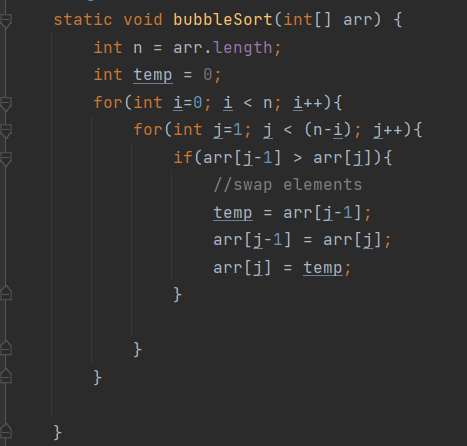 static void bubbleSort(int[] arr) {
    int n = arr.length;
    int temp = 0;
    for(int i=0; i < n; i++){
        for(int j=1; j < (n-i); j++){
            if(arr[j-1] > arr[j]){
                //swap elements
                temp = arr[j-1];
                arr[j-1] = arr[j];
                arr[j] = temp;
            }
        }
    }
}